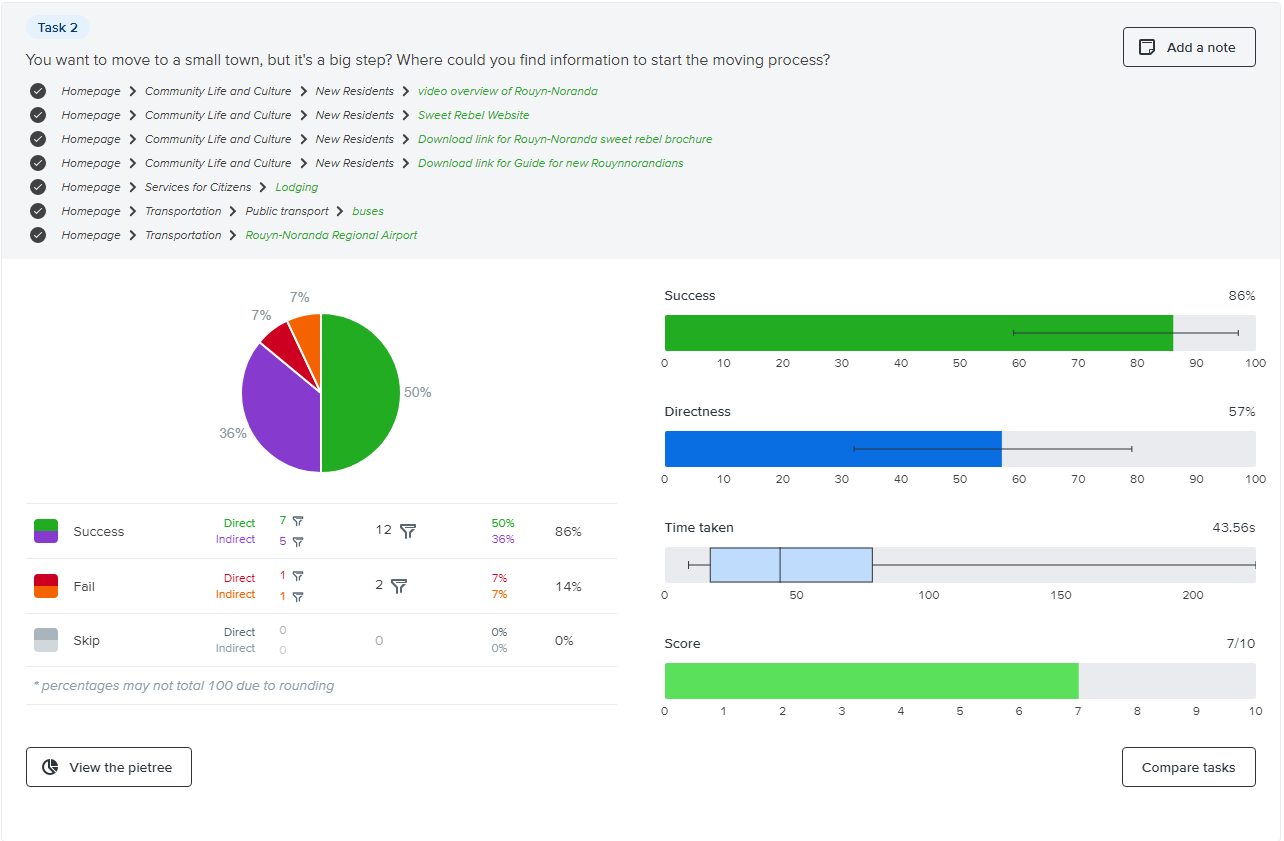 Task 2
Add a note
You want to move to a small town, but it's a big step? Where could you find information to start the moving process?
Homepage > Community Life and Culture > New Residents > video overview of Rouyn-Noranda
Homepage > Community Life and Culture > New Residents > Sweet Rebel Website
Homepage > Community Life and Culture > New Residents > Download link for Rouyn-Noranda sweet rebel brochure
Homepage > Community Life and Culture > New Residents > Download link for Guide for new Rouynnorandians
Homepage > Services for Citizens > Lodging
Homepage > Transportation > Public transport > buses
Homepage > Transportation > Rouyn-Noranda Regional Airport
7%
7%
50%
36%
Success Direct 7 12 50% 86%
Indirect 5 36%
Fail Direct 1 2 7% 14%
Indirect 1 7%
Skip Direct 0 0 0% 0%
Indirect 0 0%
* percentages may not total 100 due to rounding
View the pietree
Success 86%
0 10 20 30 40 50 60 70 80 90 100
Directness 57%
0 10 20 30 40 50 60 70 80 90 100
Time taken 43.56s
0 50 100 150 200
Score 7/10
0 1 2 3 4 5 6 7 8 9 10
Compare tasks